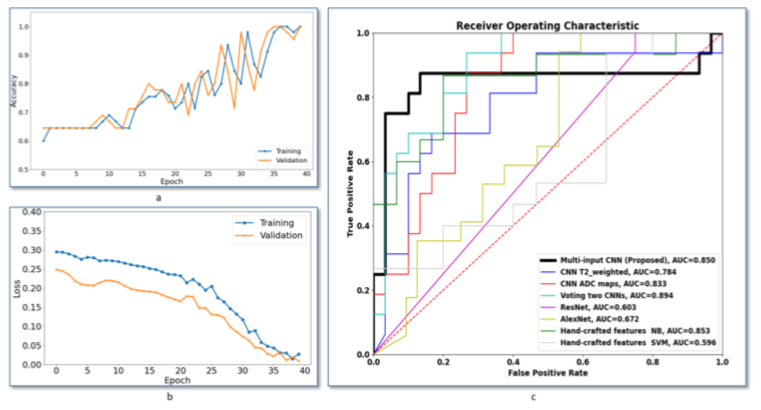 1.0
0.9
0.8
0.7
0.6
0.5
Accuracy
0 5 10 15 20 25 30 35 40
Epoch
Training
Validation
a
0.40
0.35
0.30
0.25
0.20
0.15
0.10
0.05
0.00
Loss
0 5 10 15 20 25 30 35 40
Epoch
Training
Validation
b
Receiver Operating Characteristic
1.0
0.8
0.6
0.4
0.2
0.0
True Positive Rate
0.0 0.2 0.4 0.6 0.8 1.0
False Positive Rate
Multi-input CNN (Proposed), AUC=0.850
CNN T2_weighted, AUC=0.784
CNN ADC maps, AUC=0.833
Voting two CNNs, AUC=0.894
ResNet, AUC=0.603
AlexNet, AUC=0.672
Hand-crafted features NB, AUC=0.853
Hand-crafted features SVM, AUC=0.596
c